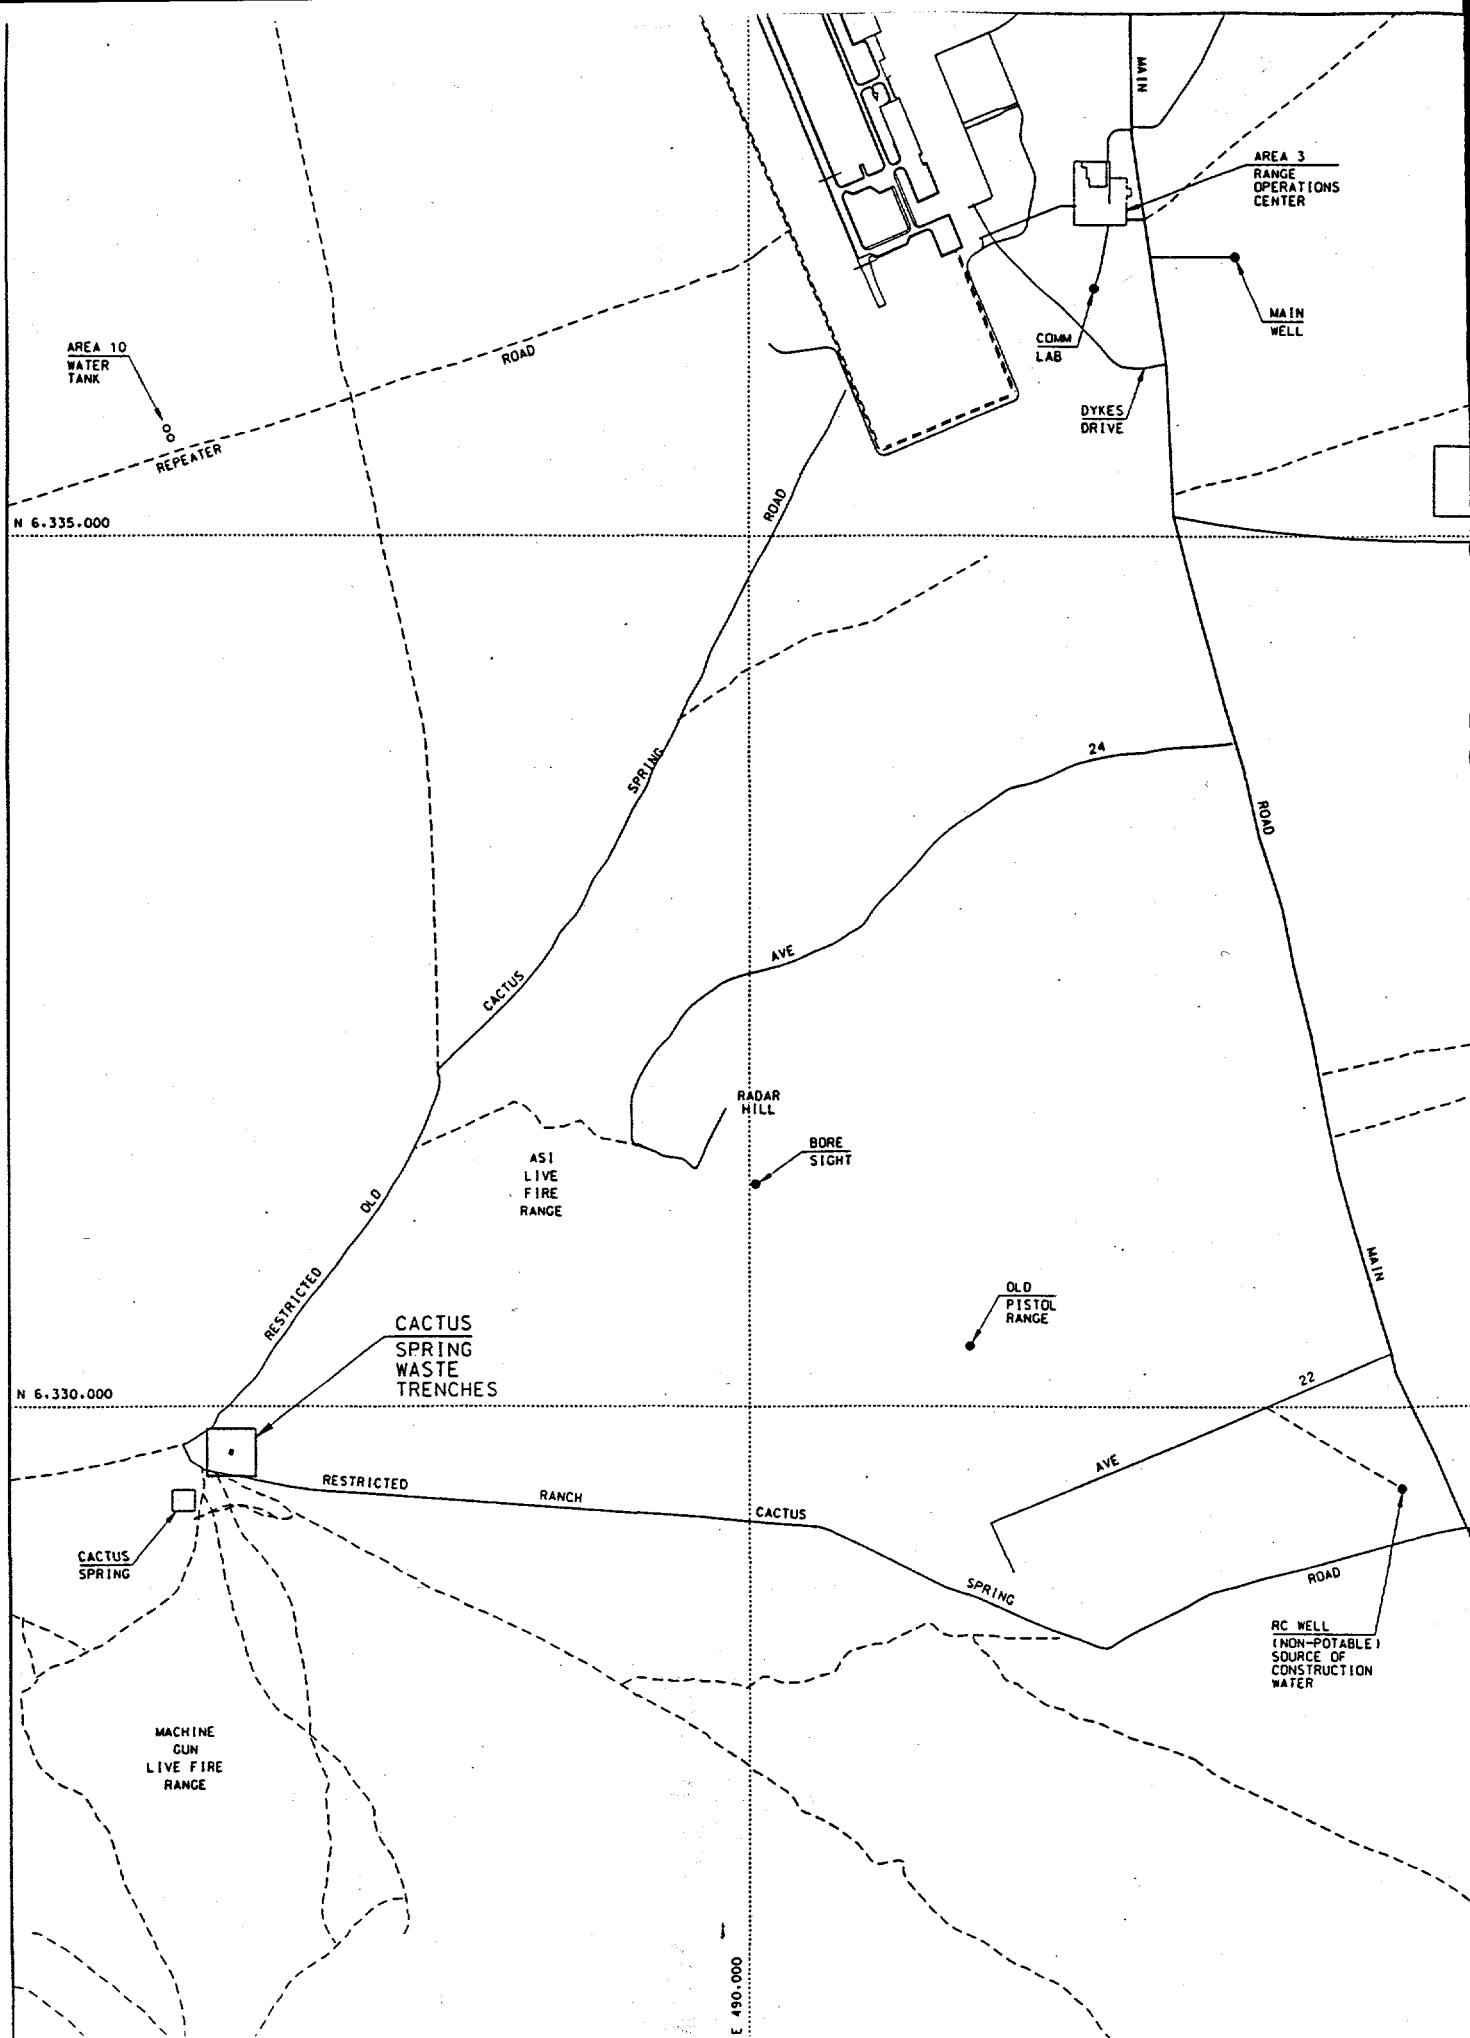 MAIN
AREA 3
RANGE
OPERATIONS
CENTER
MAIN
WELL
COMM
LAB
DYKES
DRIVE
AREA 10
WATER
TANK
ROAD
REPEATER
N 6.335.000
ROAD
SPRING
24
ROAD
AVE
CACTUS
RADAR
HILL
BORE
SIGHT
ASI
LIVE
FIRE
RANGE
OLD
RESTRICTED
MAIN
OLD
PISTOL
RANGE
CACTUS
SPRING
WASTE
TRENCHES
22
N 6.330.000
AVE
RESTRICTED
RANCH
CACTUS
SPRING
ROAD
CACTUS
SPRING
RC WELL
(NON-POTABLE)
SOURCE OF
CONSTRUCTION
WATER
MACHINE
GUN
LIVE FIRE
RANGE
E 490.000